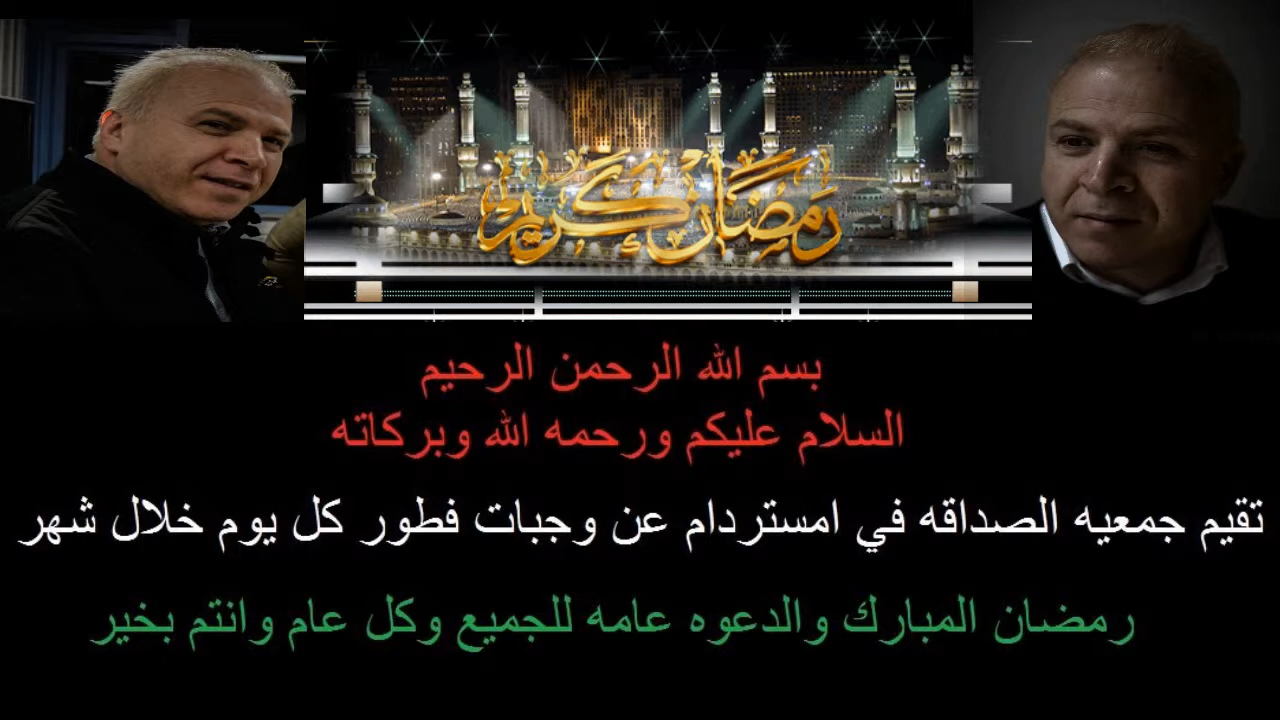 رمضان كريم
بسم الله الرحمن الرحيم
السلام عليكم ورحمه الله وبركاته
تقيم جمعيه الصداقه في امستردام عن وجبات فطور كل يوم خلال شهر
رمضان المبارك والدعوه عامه للجميع وكل عام وانتم بخير